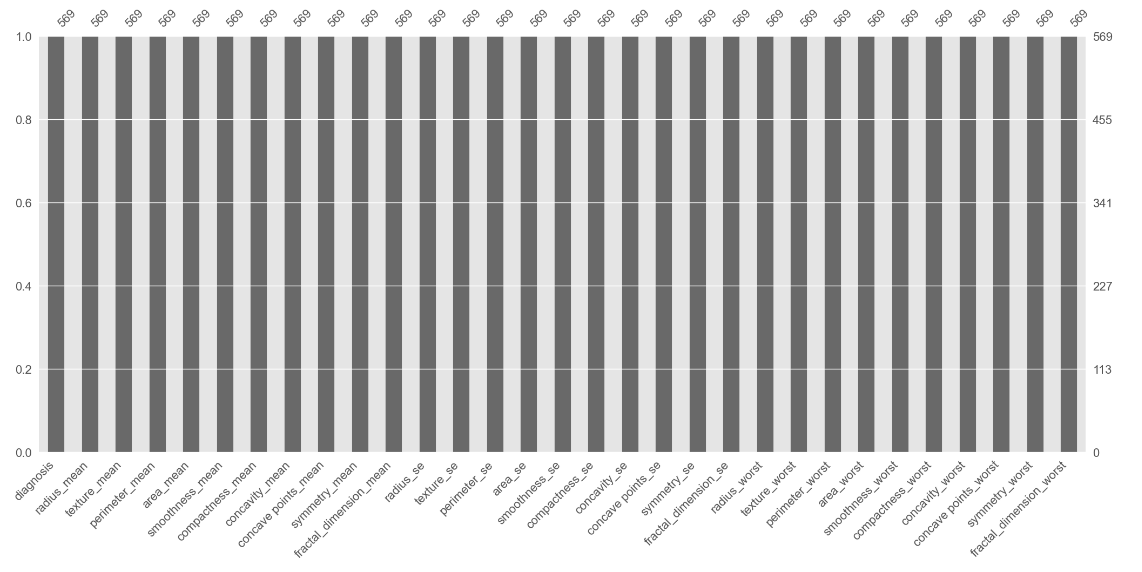 569 569 569 569 569 569 569 569 569 569 569 569 569 569 569 569 569 569 569 569 569 569 569 569 569 569 569 569 569 569 569
1.0 569
0.8 455
0.6 341
0.4 227
0.2 113
0.0 0
diagnosis
radius_mean
texture_mean
perimeter_mean
area_mean
smoothness_mean
compactness_mean
concavity_mean
concave points_mean
symmetry_mean
fractal_dimension_mean
radius_se
texture_se
perimeter_se
area_se
smoothness_se
compactness_se
concavity_se
concave points_se
symmetry_se
fractal_dimension_se
radius_worst
texture_worst
perimeter_worst
area_worst
smoothness_worst
compactness_worst
concavity_worst
concave points_worst
symmetry_worst
fractal_dimension_worst